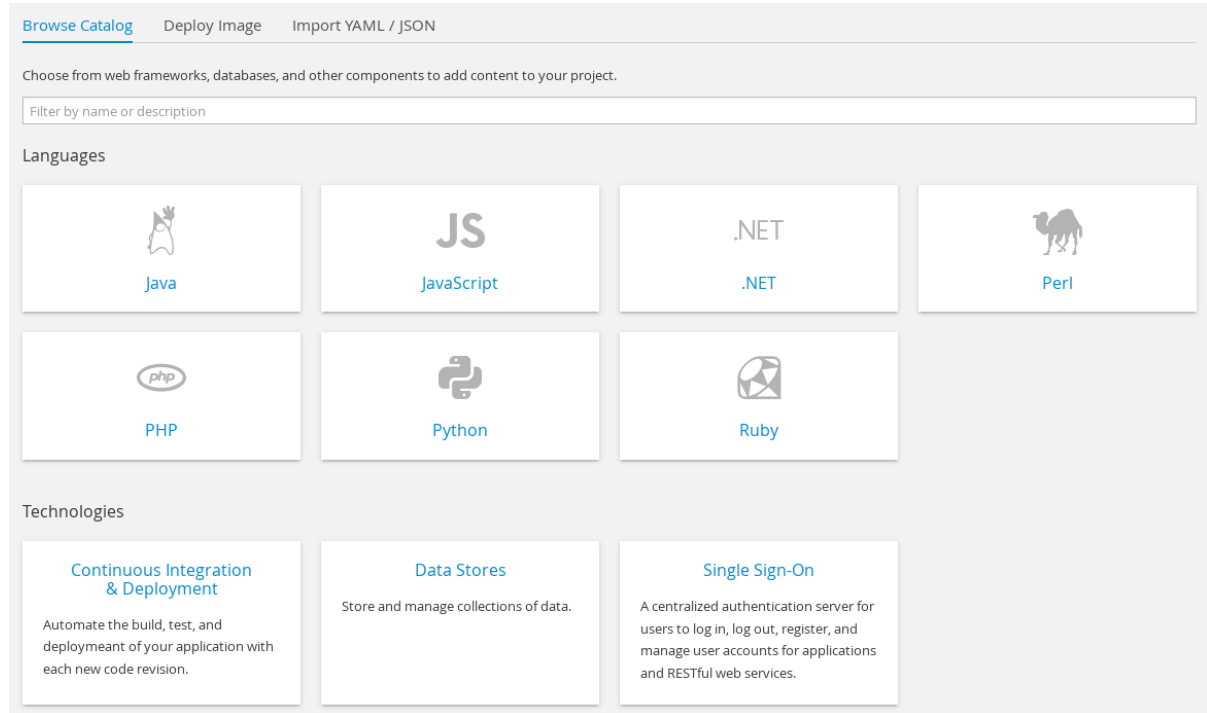 Browse Catalog Deploy Image Import YAML / JSON
Choose from web frameworks, databases, and other components to add content to your project.
Filter by name or description
Languages
JS .NET
Java JavaScript .NET Perl
php
PHP Python Ruby
Technologies
Continuous Integration
& Deployment
Automate the build, test, and
deploymeant of your application with
each new code revision.
Data Stores
Store and manage collections of data.
Single Sign-On
A centralized authentication server for
users to log in, log out, register, and
manage user accounts for applications
and RESTful web services.